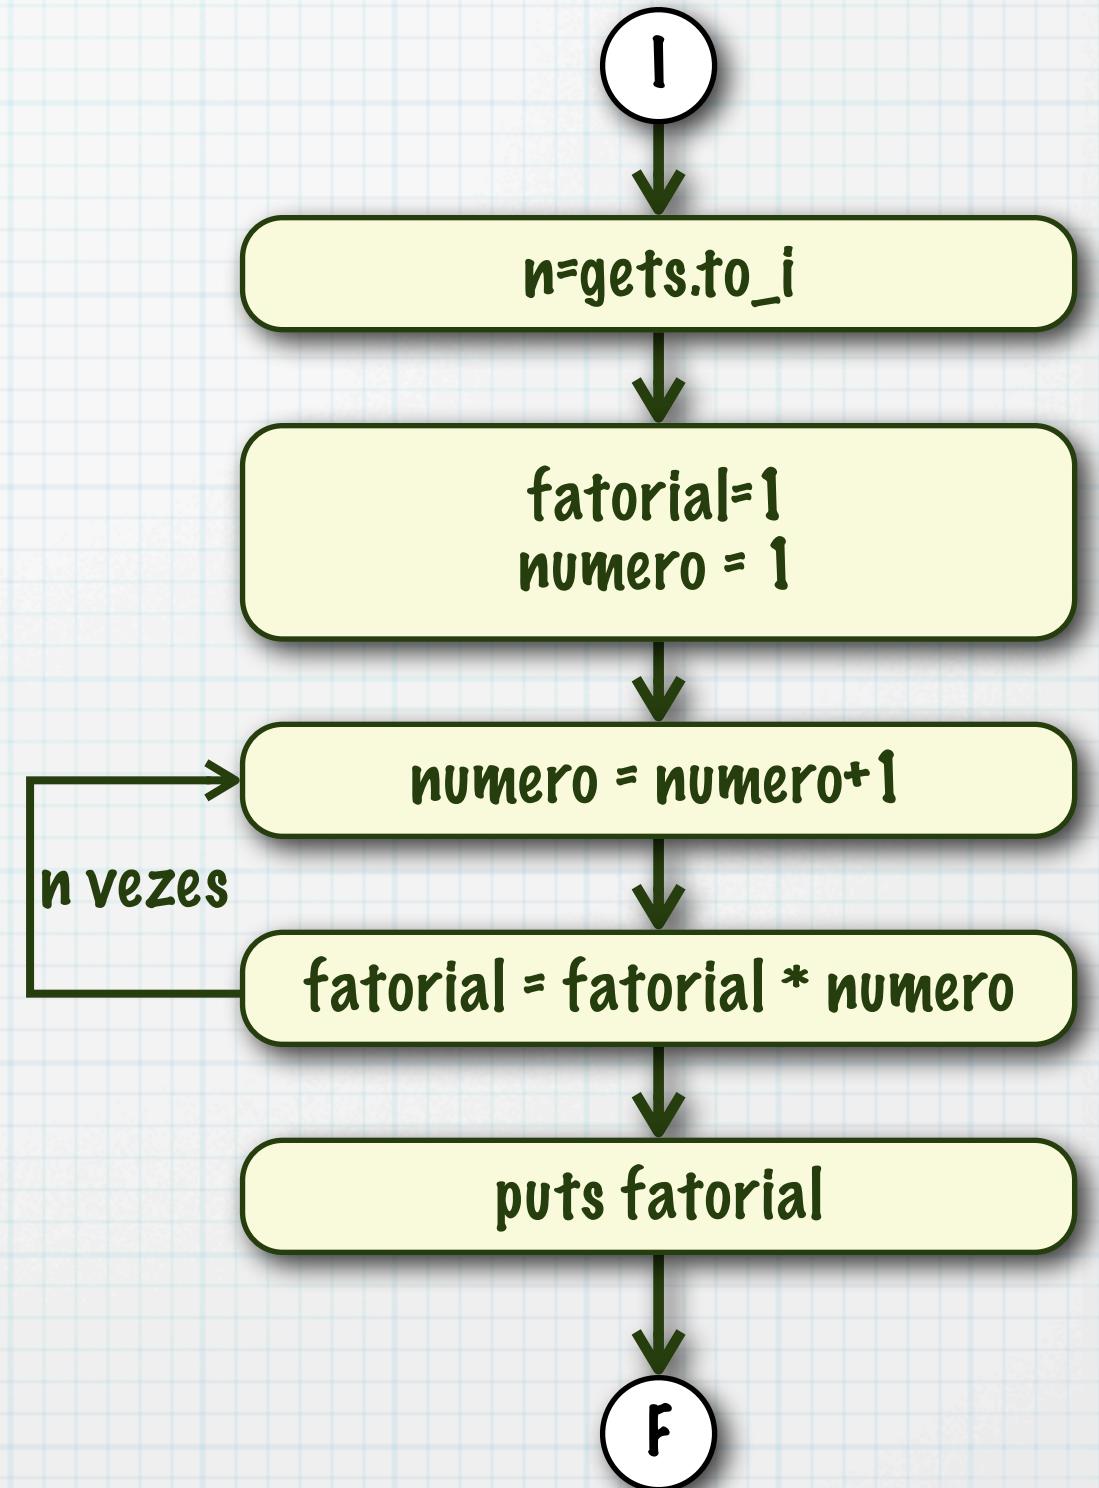 I
n=gets.to_i
fatorial=1
numero = 1
numero = numero+1
n vezes
fatorial = fatorial * numero
puts fatorial
F